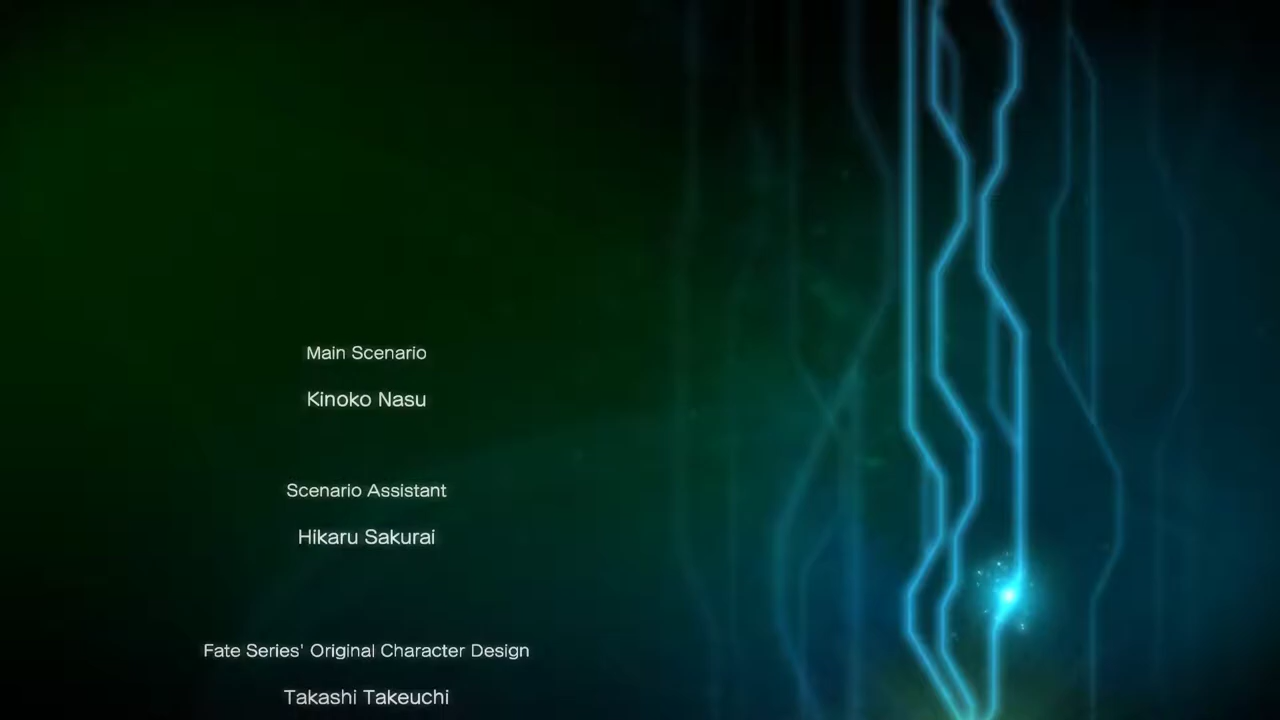 Main Scenario
Kinoko Nasu
Scenario Assistant
Hikaru Sakurai
Fate Series' Original Character Design
Takashi Takeuchi